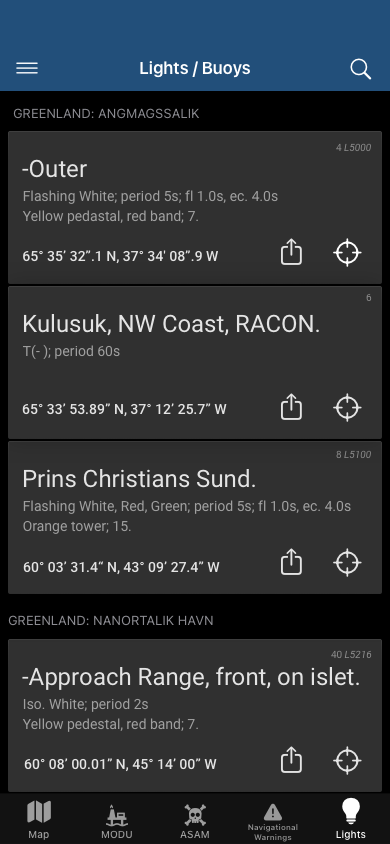 Lights / Buoys
GREENLAND: ANGMAGSSALIK
4 L5000
-Outer
Flashing White; period 5s; fl 1.0s, ec. 4.0s
Yellow pedastal, red band; 7.
65° 35’ 32”.1 N, 37° 34' 08”.9 W
6
Kulusuk, NW Coast, RACON.
T(- ); period 60s
65° 33’ 53.89” N, 37° 12’ 25.7” W
8 L5100
Prins Christians Sund.
Flashing White, Red, Green; period 5s; fl 1.0s, ec. 4.0s
Orange tower; 15.
60° 03’ 31.4“ N, 43° 09’ 27.4” W
GREENLAND: NANORTALIK HAVN
40 L5216
-Approach Range, front, on islet.
Iso. White; period 2s
Yellow pedestal, red band; 7.
60° 08’ 00.01” N, 45° 14’ 00” W
Map
MODU
ASAM
Navigational
Warnings
Lights